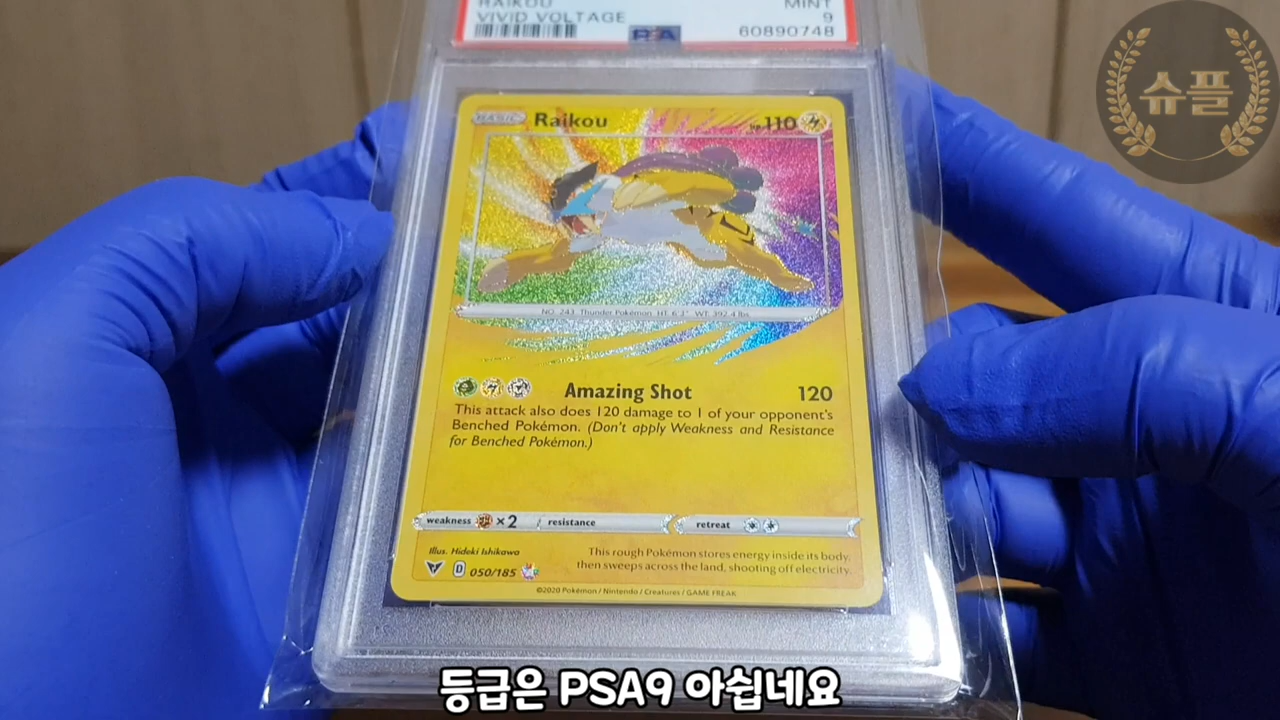 RAIKOU
VIVID VOLTAGE
MINT
9
60890748
PSA
슈플
BASIC Raikou HP 110
NO. 243 Thunder Pokémon HT: 6'3" WT: 392.4 lbs.
Amazing Shot 120
This attack also does 120 damage to 1 of your opponent's
Benched Pokémon. (Don't apply Weakness and Resistance
for Benched Pokémon.)
weakness ×2 resistance retreat
Illus. Hideki Ishikawa
D 050/185
This rough Pokémon stores energy inside its body,
then sweeps across the land, shooting off electricity.
©2020 Pokémon / Nintendo / Creatures / GAME FREAK
등급은 PSA9 아쉽네요